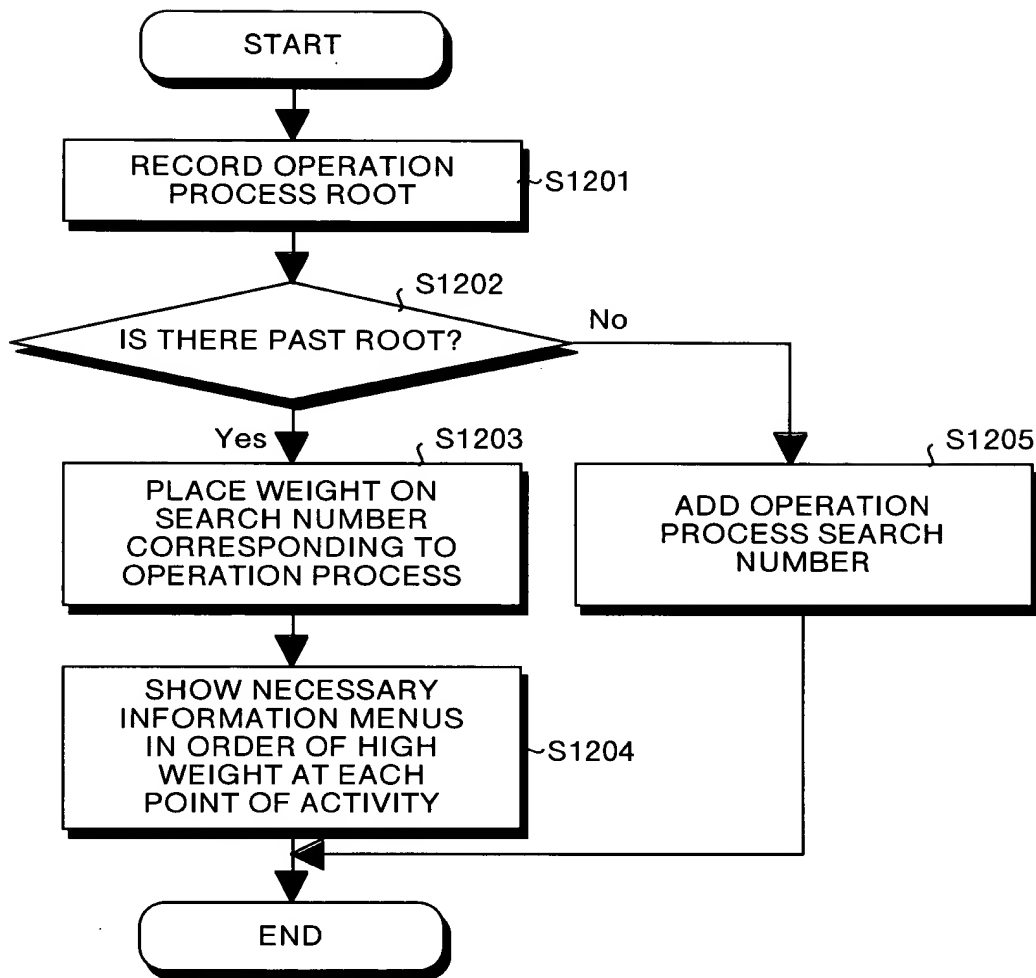 START
RECORD OPERATION
PROCESS ROOT
S1201
S1202
IS THERE PAST ROOT?
No
Yes
S1203
PLACE WEIGHT ON
SEARCH NUMBER
CORRESPONDING TO
OPERATION PROCESS
S1205
ADD OPERATION
PROCESS SEARCH
NUMBER
SHOW NECESSARY
INFORMATION MENUS
IN ORDER OF HIGH
WEIGHT AT EACH
POINT OF ACTIVITY
S1204
END